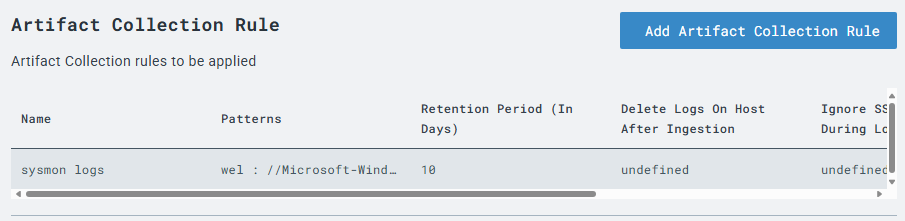 Artifact Collection Rule
Add Artifact Collection Rule
Artifact Collection rules to be applied
Name Patterns Retention Period (In Days) Delete Logs On Host After Ingestion Ignore SS During Lo
sysmon logs wel : //Microsoft-Wind… 10 undefined undefined